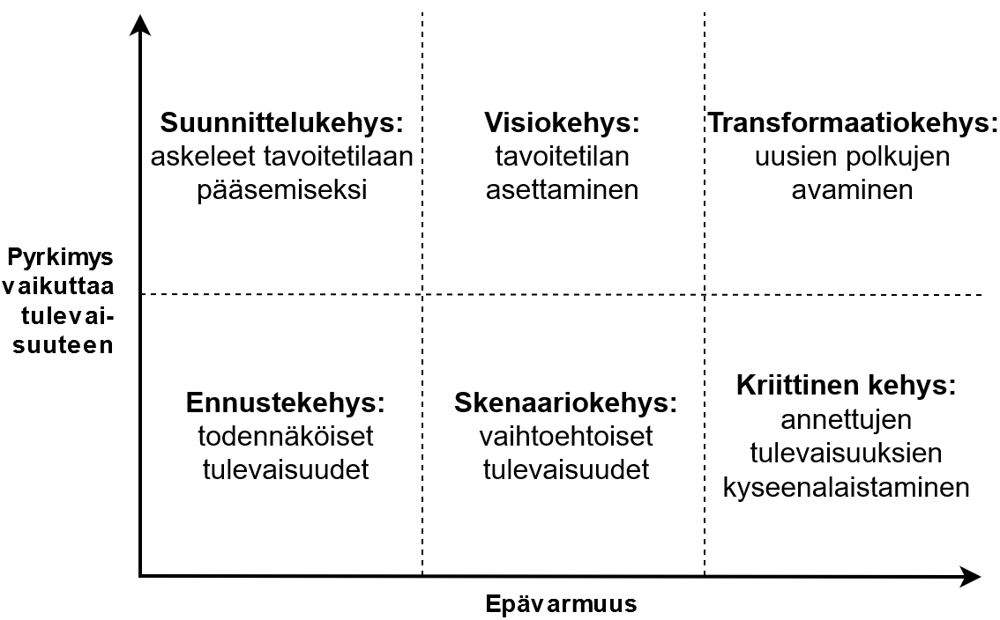 Suunnittelukehys:
askeleet tavoitetilaan
pääsemiseksi
Visiokehys:
tavoitetilan
asettaminen
Transformaatiokehys:
uusien polkujen
avaminen
Pyrkimys
vaikuttaa
tulevai-
suuteen
Ennustekehys:
todennäköiset
tulevaisuudet
Skenaariokehys:
vaihtoehtoiset
tulevaisuudet
Kriittinen kehys:
annettujen
tulevaisuuksien
kyseenalaistaminen
Epävarmuus